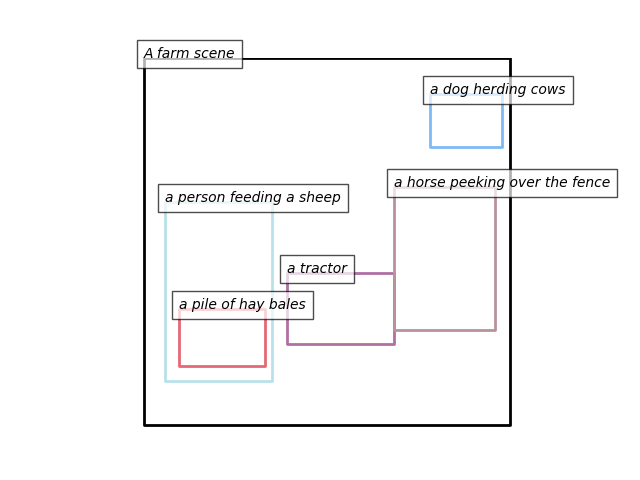 A farm scene
a dog herding cows
a horse peeking over the fence
a person feeding a sheep
a tractor
a pile of hay bales